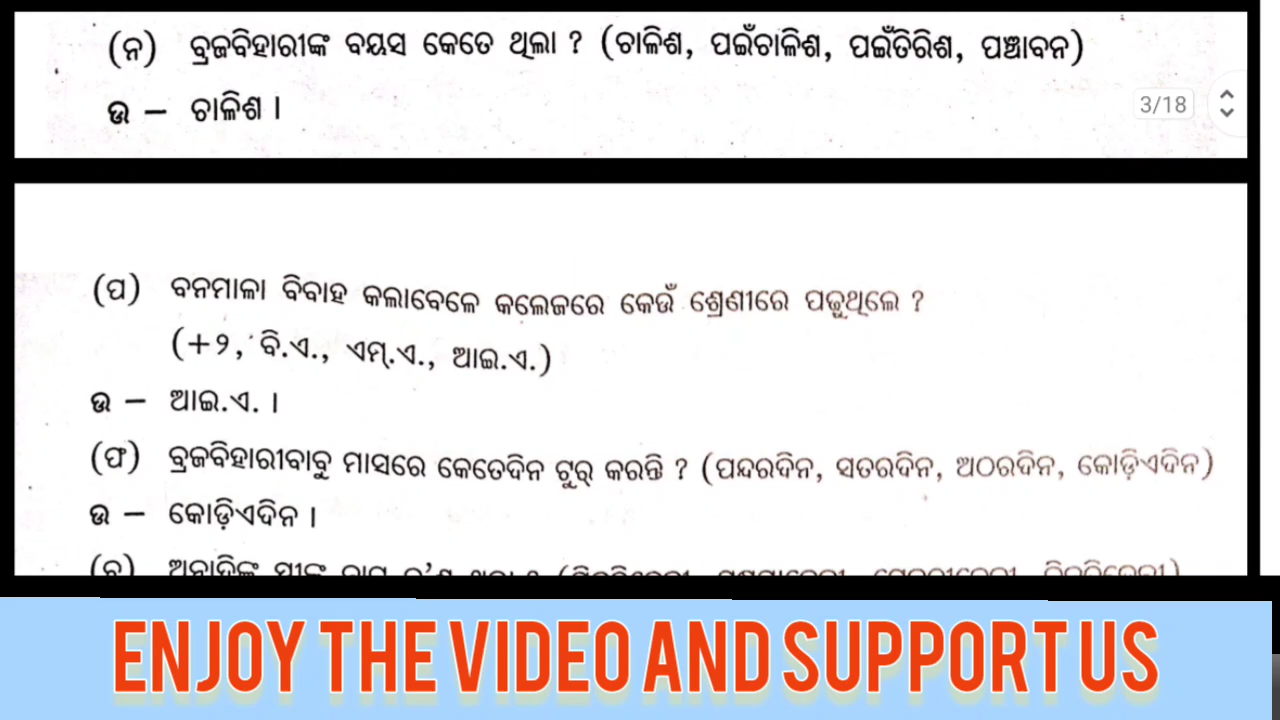 (ନ) ବ୍ରଜବିହାରୀଙ୍କ ବୟସ କେତେ ଥିଲା ? (ଚାଳିଶ, ପଇଁଚାଳିଶ, ପଇଁତିରିଶ, ପଞ୍ଚାବନ)
ଉ – ଚାଳିଶ ।
3/18
(ପ) ବନମାଳା ବିବାହ କଲାବେଳେ କଲେଜରେ କେଉଁ ଶ୍ରେଣୀରେ ପଢ଼ୁଥିଲେ ?
(+୨, ବି.ଏ., ଏମ୍.ଏ., ଆଇ.ଏ.)
ଉ – ଆଇ.ଏ. ।
(ଫ) ବ୍ରଜବିହାରୀବାବୁ ମାସରେ କେତେଦିନ ଟୁର୍ କରନ୍ତି ? (ପନ୍ଦରଦିନ, ସତରଦିନ, ଅଠରଦିନ, କୋଡ଼ିଏଦିନ)
ଉ – କୋଡ଼ିଏଦିନ ।
(ବ)
ENJOY THE VIDEO AND SUPPORT US